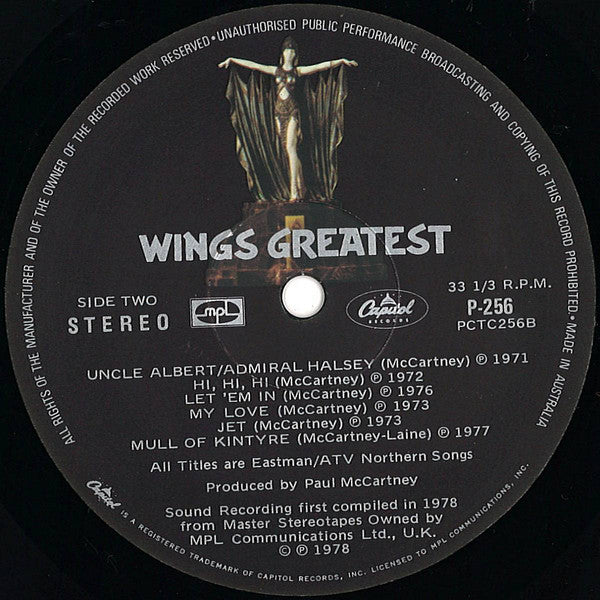 ALL RIGHTS OF THE MANUFACTURER AND OF THE OWNER OF THE RECORDED WORK RESERVED • UNAUTHORISED PUBLIC PERFORMANCE BROADCASTING AND COPYING OF THIS RECORD PROHIBITED. MADE IN AUSTRALIA
WINGS GREATEST
SIDE TWO
STEREO
mpl
Capitol
RECORDS
33 1/3 R.P.M.
P-256
PCTC256B
UNCLE ALBERT/ADMIRAL HALSEY (McCartney) ℗ 1971
HI, HI, HI (McCartney) ℗ 1972
LET 'EM IN (McCartney) ℗ 1976
MY LOVE (McCartney) ℗ 1973
JET (McCartney) ℗ 1973
MULL OF KINTYRE (McCartney-Laine) ℗ 1977
All Titles are Eastman/ATV Northern Songs
Produced by Paul McCartney
Sound Recording first compiled in 1978
from Master Stereotapes Owned by
MPL Communications Ltd., U.K.
© ℗ 1978
Capitol IS A REGISTERED TRADEMARK OF CAPITOL RECORDS, INC. LICENSED TO MPL COMMUNICATIONS, INC.